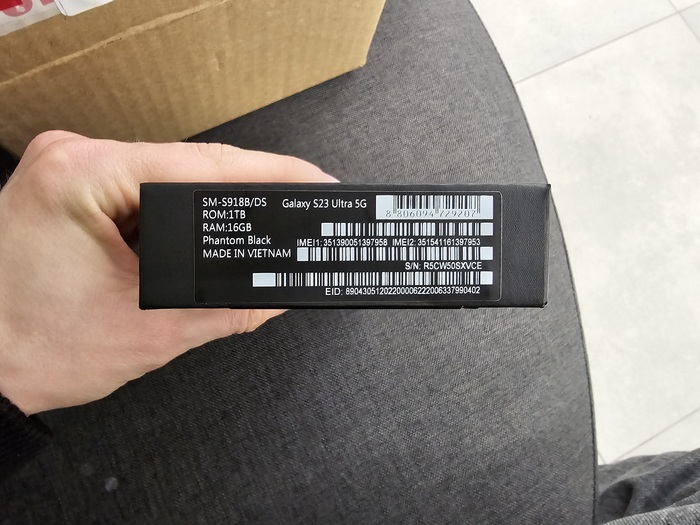 SM-S918B/DS Galaxy S23 Ultra 5G
ROM:1TB
8 806094 729207
RAM:16GB
Phantom Black
IMEI1: 351390051397958 IMEI2: 351541161397953
MADE IN VIETNAM
S/N: R5CW50SXVCE
EID: 89043051202200006222006337990402